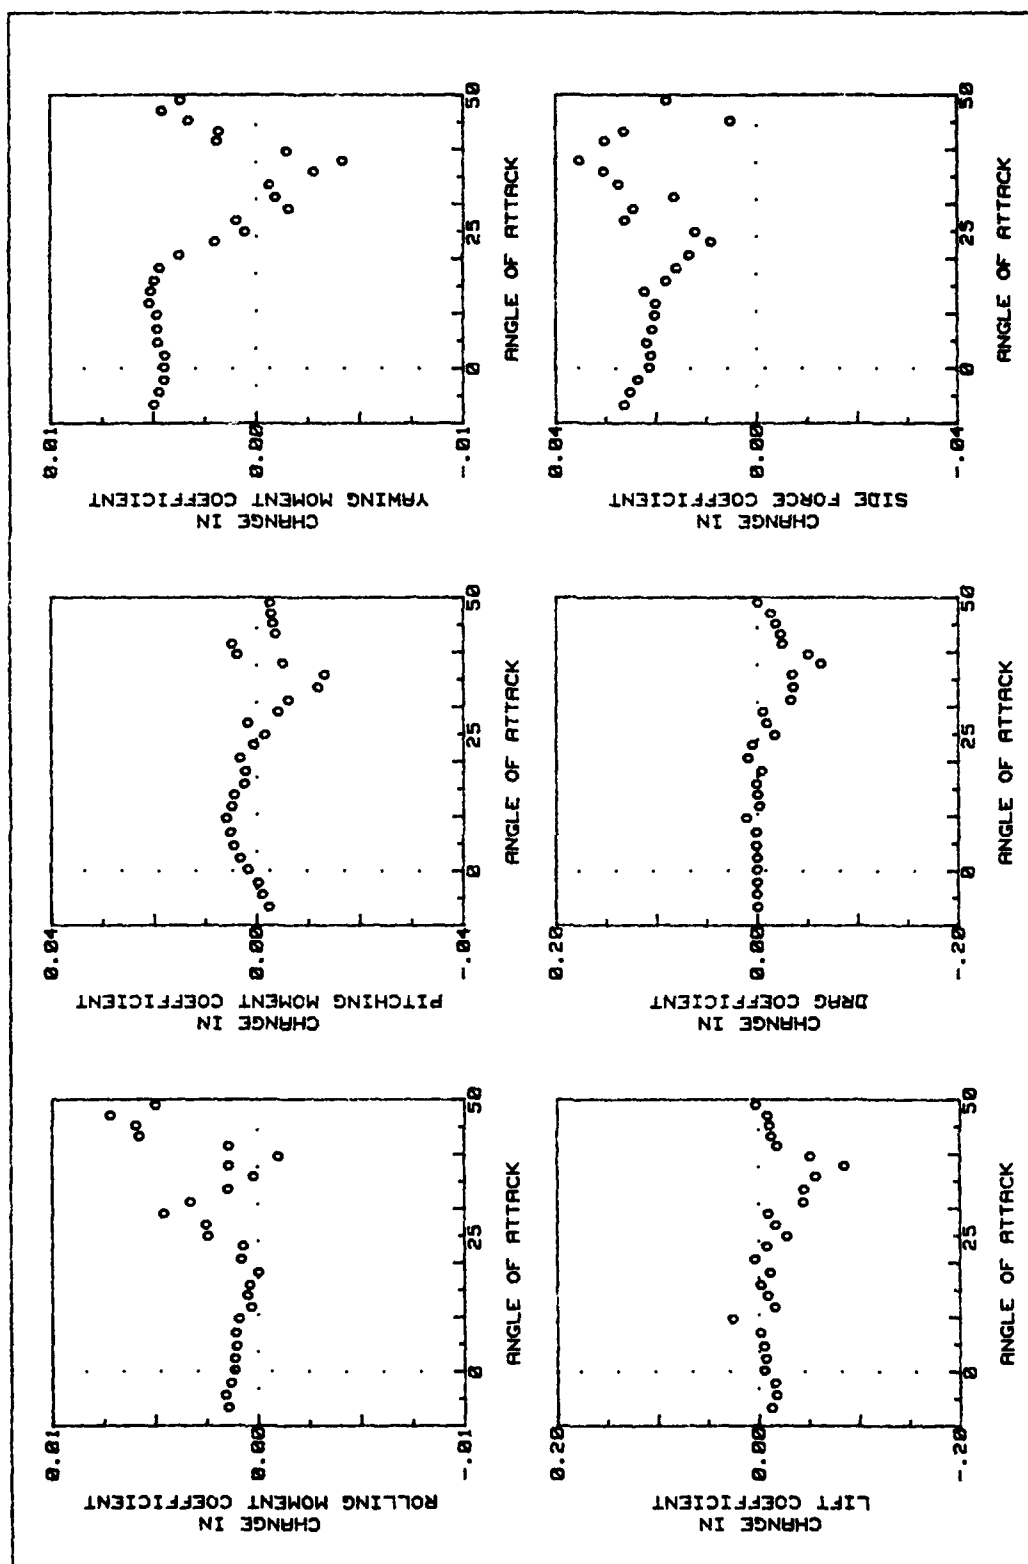 CHANGE IN
ROLLING MOMENT COEFFICIENT
0.01
0.00
-.01
0
25
50
ANGLE OF ATTACK
CHANGE IN
PITCHING MOMENT COEFFICIENT
0.04
0.00
-.04
0
25
50
ANGLE OF ATTACK
CHANGE IN
YAWING MOMENT COEFFICIENT
0.01
0.00
-.01
0
25
50
ANGLE OF ATTACK
CHANGE IN
LIFT COEFFICIENT
0.20
0.00
-.20
0
25
50
ANGLE OF ATTACK
CHANGE IN
DRAG COEFFICIENT
0.20
0.00
-.20
0
25
50
ANGLE OF ATTACK
CHANGE IN
SIDE FORCE COEFFICIENT
0.04
0.00
-.04
0
25
50
ANGLE OF ATTACK